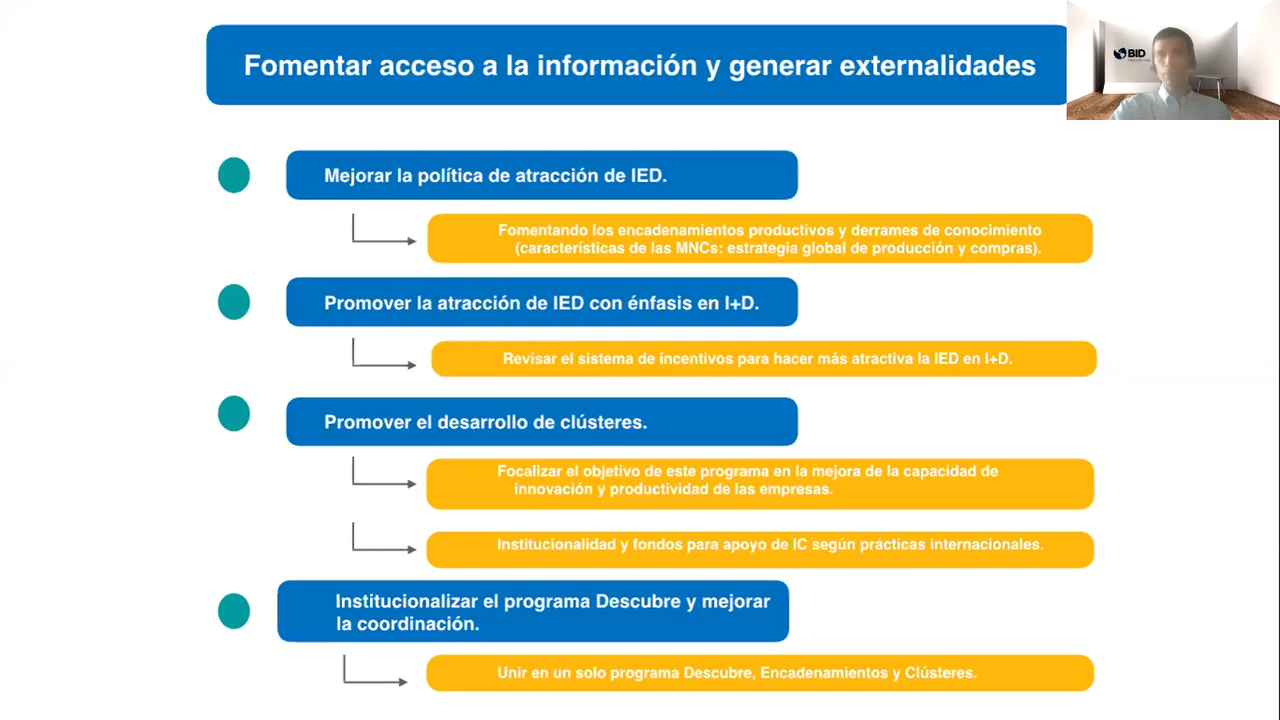 Fomentar acceso a la información y generar externalidades
BID
Mejorar la política de atracción de IED.
Fomentando los encadenamientos productivos y derrames de conocimiento
(características de las MNCs: estrategia global de producción y compras).
Promover la atracción de IED con énfasis en I+D.
Revisar el sistema de incentivos para hacer más atractiva la IED en I+D.
Promover el desarrollo de clústeres.
Focalizar el objetivo de este programa en la mejora de la capacidad de
innovación y productividad de las empresas.
Institucionalidad y fondos para apoyo de IC según prácticas internacionales.
Institucionalizar el programa Descubre y mejorar
la coordinación.
Unir en un solo programa Descubre, Encadenamientos y Clústeres.